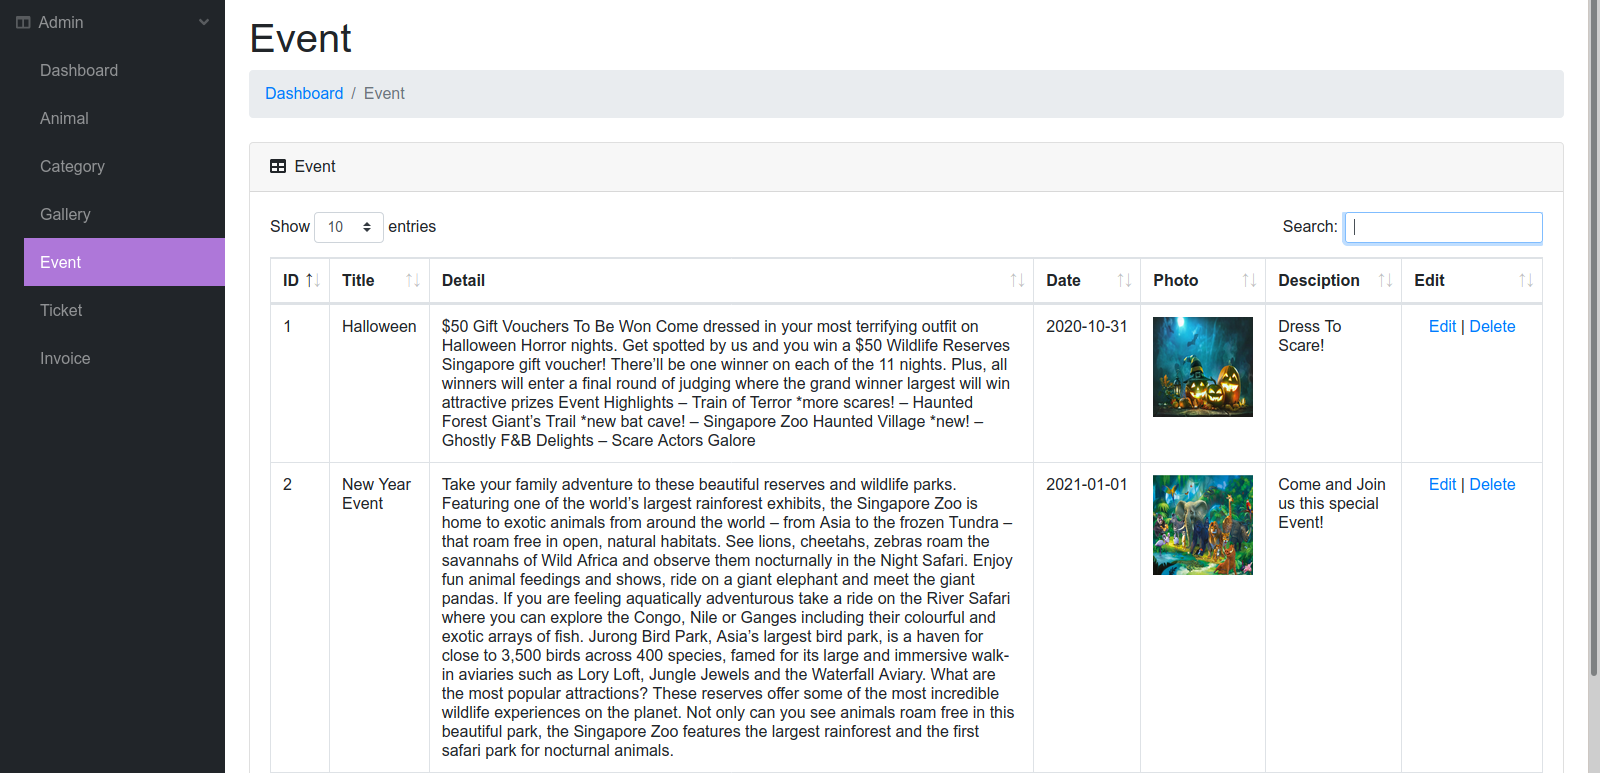 Admin
Dashboard
Animal
Category
Gallery
Event
Ticket
Invoice
Event
Dashboard / Event
Event
Show 10 entries
Search:
ID Title Detail Date Photo Desciption Edit
1 Halloween $50 Gift Vouchers To Be Won Come dressed in your most terrifying outfit on 2020-10-31 Dress To Edit | Delete
Halloween Horror nights. Get spotted by us and you win a $50 Wildlife Reserves Scare!
Singapore gift voucher! There’ll be one winner on each of the 11 nights. Plus, all
winners will enter a final round of judging where the grand winner largest will win
attractive prizes Event Highlights – Train of Terror *more scares! – Haunted
Forest Giant’s Trail *new bat cave! – Singapore Zoo Haunted Village *new! –
Ghostly F&B Delights – Scare Actors Galore
2 New Year Take your family adventure to these beautiful reserves and wildlife parks. 2021-01-01 Come and Join Edit | Delete
Event Featuring one of the world’s largest rainforest exhibits, the Singapore Zoo is us this special
home to exotic animals from around the world – from Asia to the frozen Tundra – Event!
that roam free in open, natural habitats. See lions, cheetahs, zebras roam the
savannahs of Wild Africa and observe them nocturnally in the Night Safari. Enjoy
fun animal feedings and shows, ride on a giant elephant and meet the giant
pandas. If you are feeling aquatically adventurous take a ride on the River Safari
where you can explore the Congo, Nile or Ganges including their colourful and
exotic arrays of fish. Jurong Bird Park, Asia’s largest bird park, is a haven for
close to 3,500 birds across 400 species, famed for its large and immersive walk-
in aviaries such as Lory Loft, Jungle Jewels and the Waterfall Aviary. What are
the most popular attractions? These reserves offer some of the most incredible
wildlife experiences on the planet. Not only can you see animals roam free in this
beautiful park, the Singapore Zoo features the largest rainforest and the first
safari park for nocturnal animals.